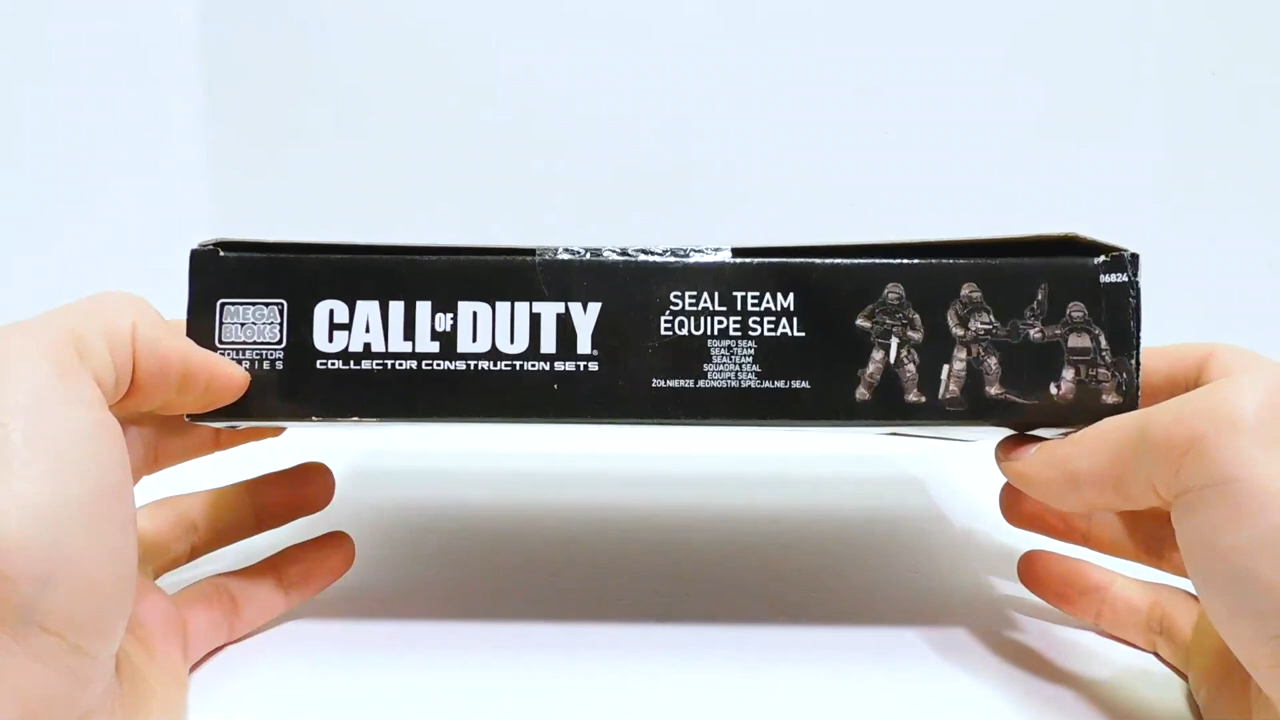 MEGA
BLOKS
COLLECTOR
RIES
CALL OF DUTY®
COLLECTOR CONSTRUCTION SETS
SEAL TEAM
ÉQUIPE SEAL
EQUIPO SEAL
SEAL-TEAM
SEALTEAM
SQUADRA SEAL
EQUIPE SEAL
ŻOŁNIERZE JEDNOSTKI SPECJALNEJ SEAL
06824